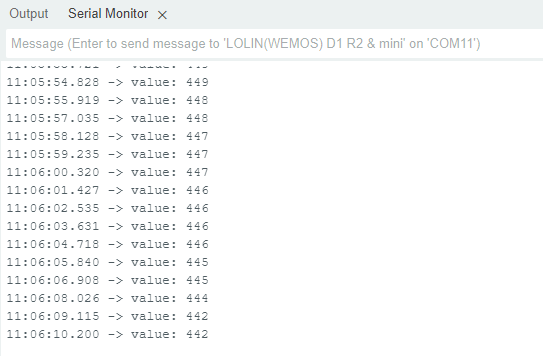 Output Serial Monitor ×
Message (Enter to send message to 'LOLIN(WEMOS) D1 R2 & mini' on 'COM11')
11:05:54.828 -> value: 449
11:05:55.919 -> value: 448
11:05:57.035 -> value: 448
11:05:58.128 -> value: 447
11:05:59.235 -> value: 447
11:06:00.320 -> value: 447
11:06:01.427 -> value: 446
11:06:02.535 -> value: 446
11:06:03.631 -> value: 446
11:06:04.718 -> value: 446
11:06:05.840 -> value: 445
11:06:06.908 -> value: 445
11:06:08.026 -> value: 444
11:06:09.115 -> value: 442
11:06:10.200 -> value: 442